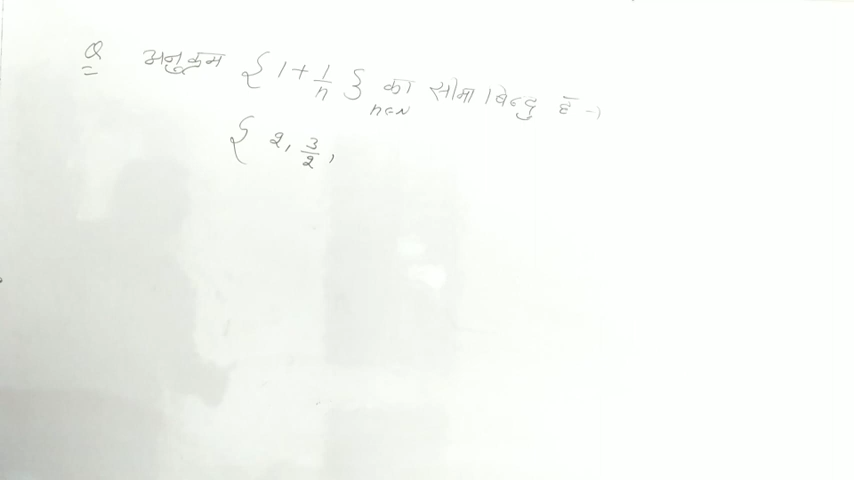 Q अनुक्रम { 1 + 1/n }n∈N का सीमा बिन्दु है -)
{ 2, 3/2,